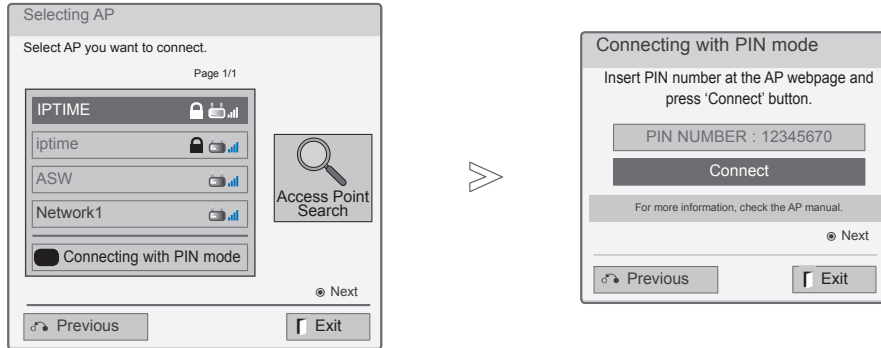 Selecting AP
Select AP you want to connect.
Page 1/1
IPTIME
iptime
ASW
Network1
Connecting with PIN mode
Access Point
Search
Next
Previous
Exit
Connecting with PIN mode
Insert PIN number at the AP webpage and
press ‘Connect’ button.
PIN NUMBER : 12345670
Connect
For more information, check the AP manual.
Next
Previous
Exit